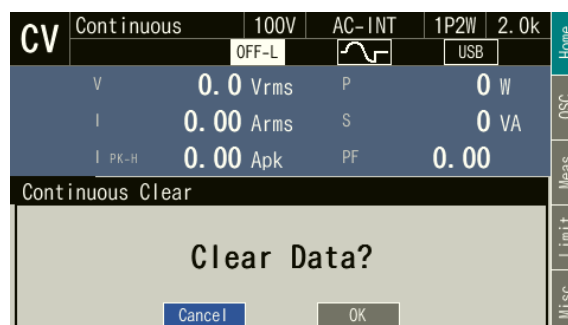 CV Continuous 100V AC-INT 1P2W 2.0k
OFF-L USB
V 0.0 Vrms P 0 W
I 0.00 Arms S 0 VA
I PK-H 0.00 Apk PF 0.00
Continuous Clear
Clear Data?
Cancel OK
Home
OSC
Meas
Limit
Misc